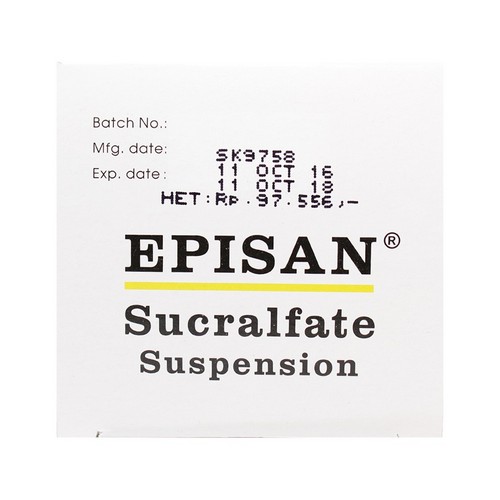 Batch No.:
Mfg. date: SK9758
Exp. date: 11 OCT 16
11 OCT 18
HET:Rp.97.556,-
EPISAN®
Sucralfate
Suspension